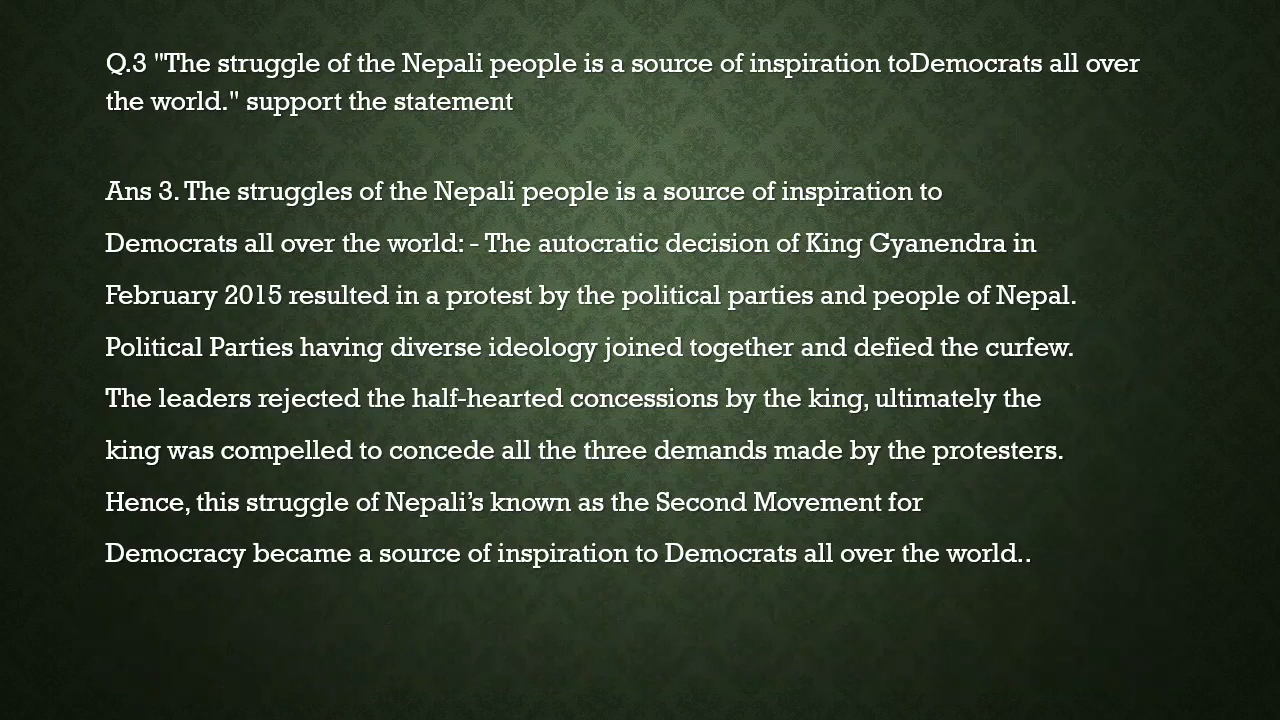 Q.3 "The struggle of the Nepali people is a source of inspiration toDemocrats all over
the world." support the statement
Ans 3. The struggles of the Nepali people is a source of inspiration to
Democrats all over the world: - The autocratic decision of King Gyanendra in
February 2015 resulted in a protest by the political parties and people of Nepal.
Political Parties having diverse ideology joined together and defied the curfew.
The leaders rejected the half-hearted concessions by the king, ultimately the
king was compelled to concede all the three demands made by the protesters.
Hence, this struggle of Nepali’s known as the Second Movement for
Democracy became a source of inspiration to Democrats all over the world..